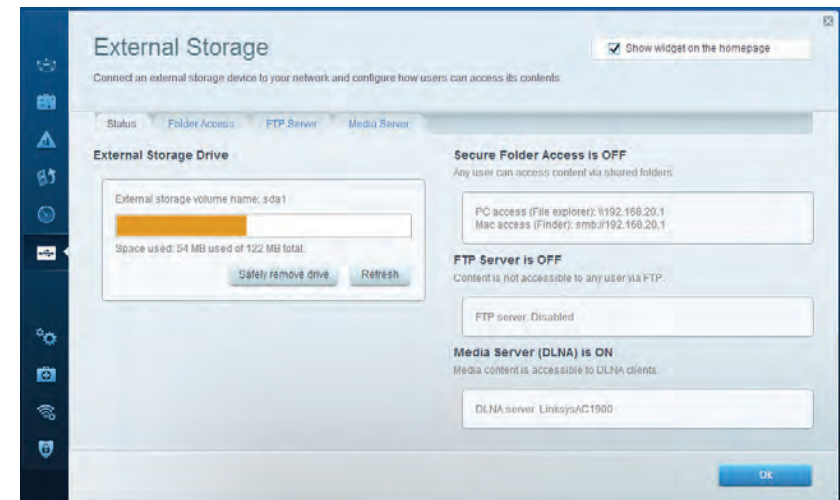 External Storage
Show widget on the homepage
Connect an external storage device to your network and configure how users can access its contents
Status
Folder Access
FTP Server
Media Server
External Storage Drive
External storage volume name: sda1
Space used: 54 MB used of 122 MB total.
Safely remove drive
Refresh
Secure Folder Access is OFF
Any user can access content via shared folders.
PC access (File explorer): \\192.168.20.1
Mac access (Finder): smb://192.168.20.1
FTP Server is OFF
Content is not accessible to any user via FTP.
FTP server: Disabled
Media Server (DLNA) is ON
Media content is accessible to DLNA clients.
DLNA server: LinksysAC1900
Ok